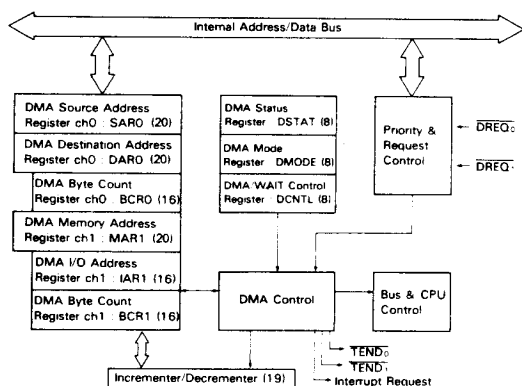 Internal Address/Data Bus
DMA Source Address
Register ch0 : SAR0 (20)
DMA Destination Address
Register ch0 : DAR0 (20)
DMA Byte Count
Register ch0 : BCR0 (16)
DMA Memory Address
Register ch1 : MAR1 (20)
DMA I/O Address
Register ch1 : IAR1 (16)
DMA Byte Count
Register ch1 : BCR1 (16)
DMA Status
Register : DSTAT (8)
DMA Mode
Register : DMODE (8)
DMA/WAIT Control
Register : DCNTL (8)
Priority &
Request
Control
DREQ₀
DREQ₁
DMA Control
Bus & CPU
Control
TEND₀
TEND₁
Interrupt Request
Incrementer/Decrementer (19)